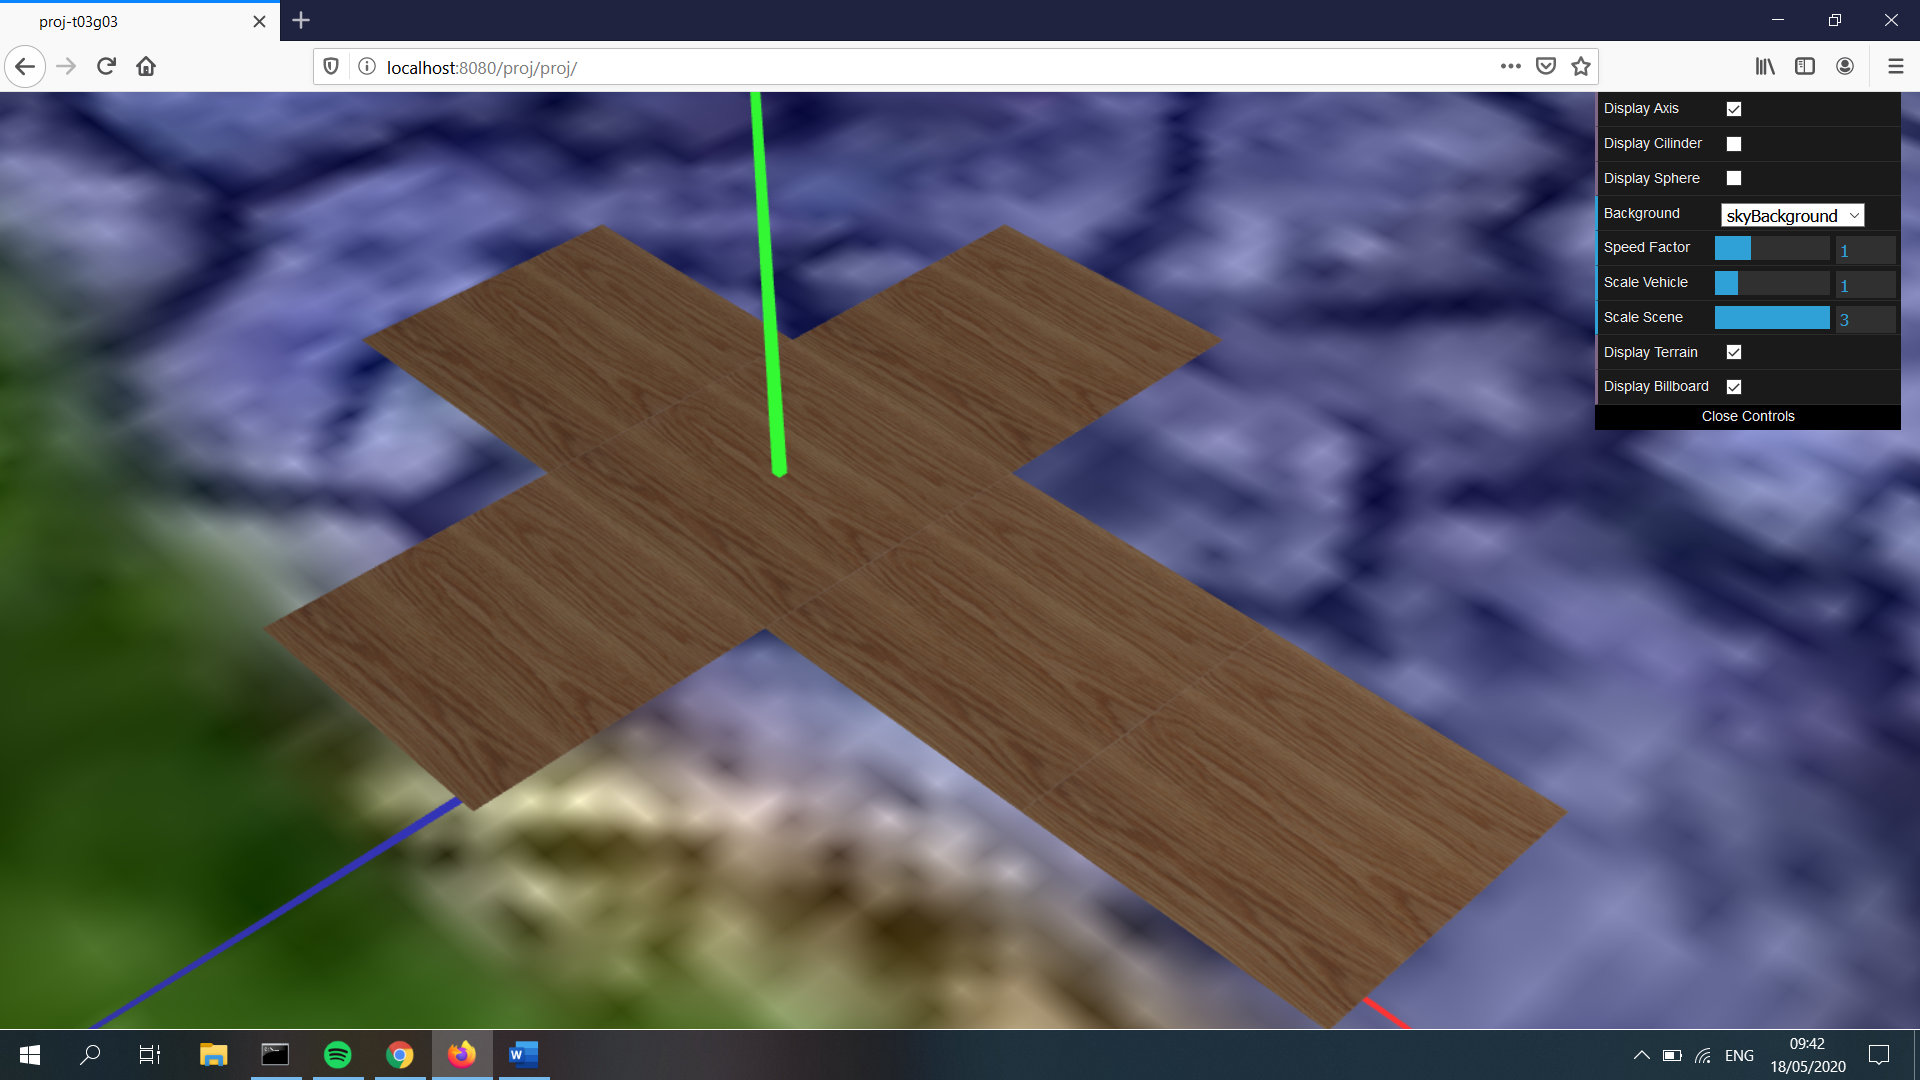 proj-t03g03
localhost:8080/proj/proj/
Display Axis
Display Cilinder
Display Sphere
Background skyBackground
Speed Factor 1
Scale Vehicle 1
Scale Scene 3
Display Terrain
Display Billboard
Close Controls
W
ENG
09:42
18/05/2020